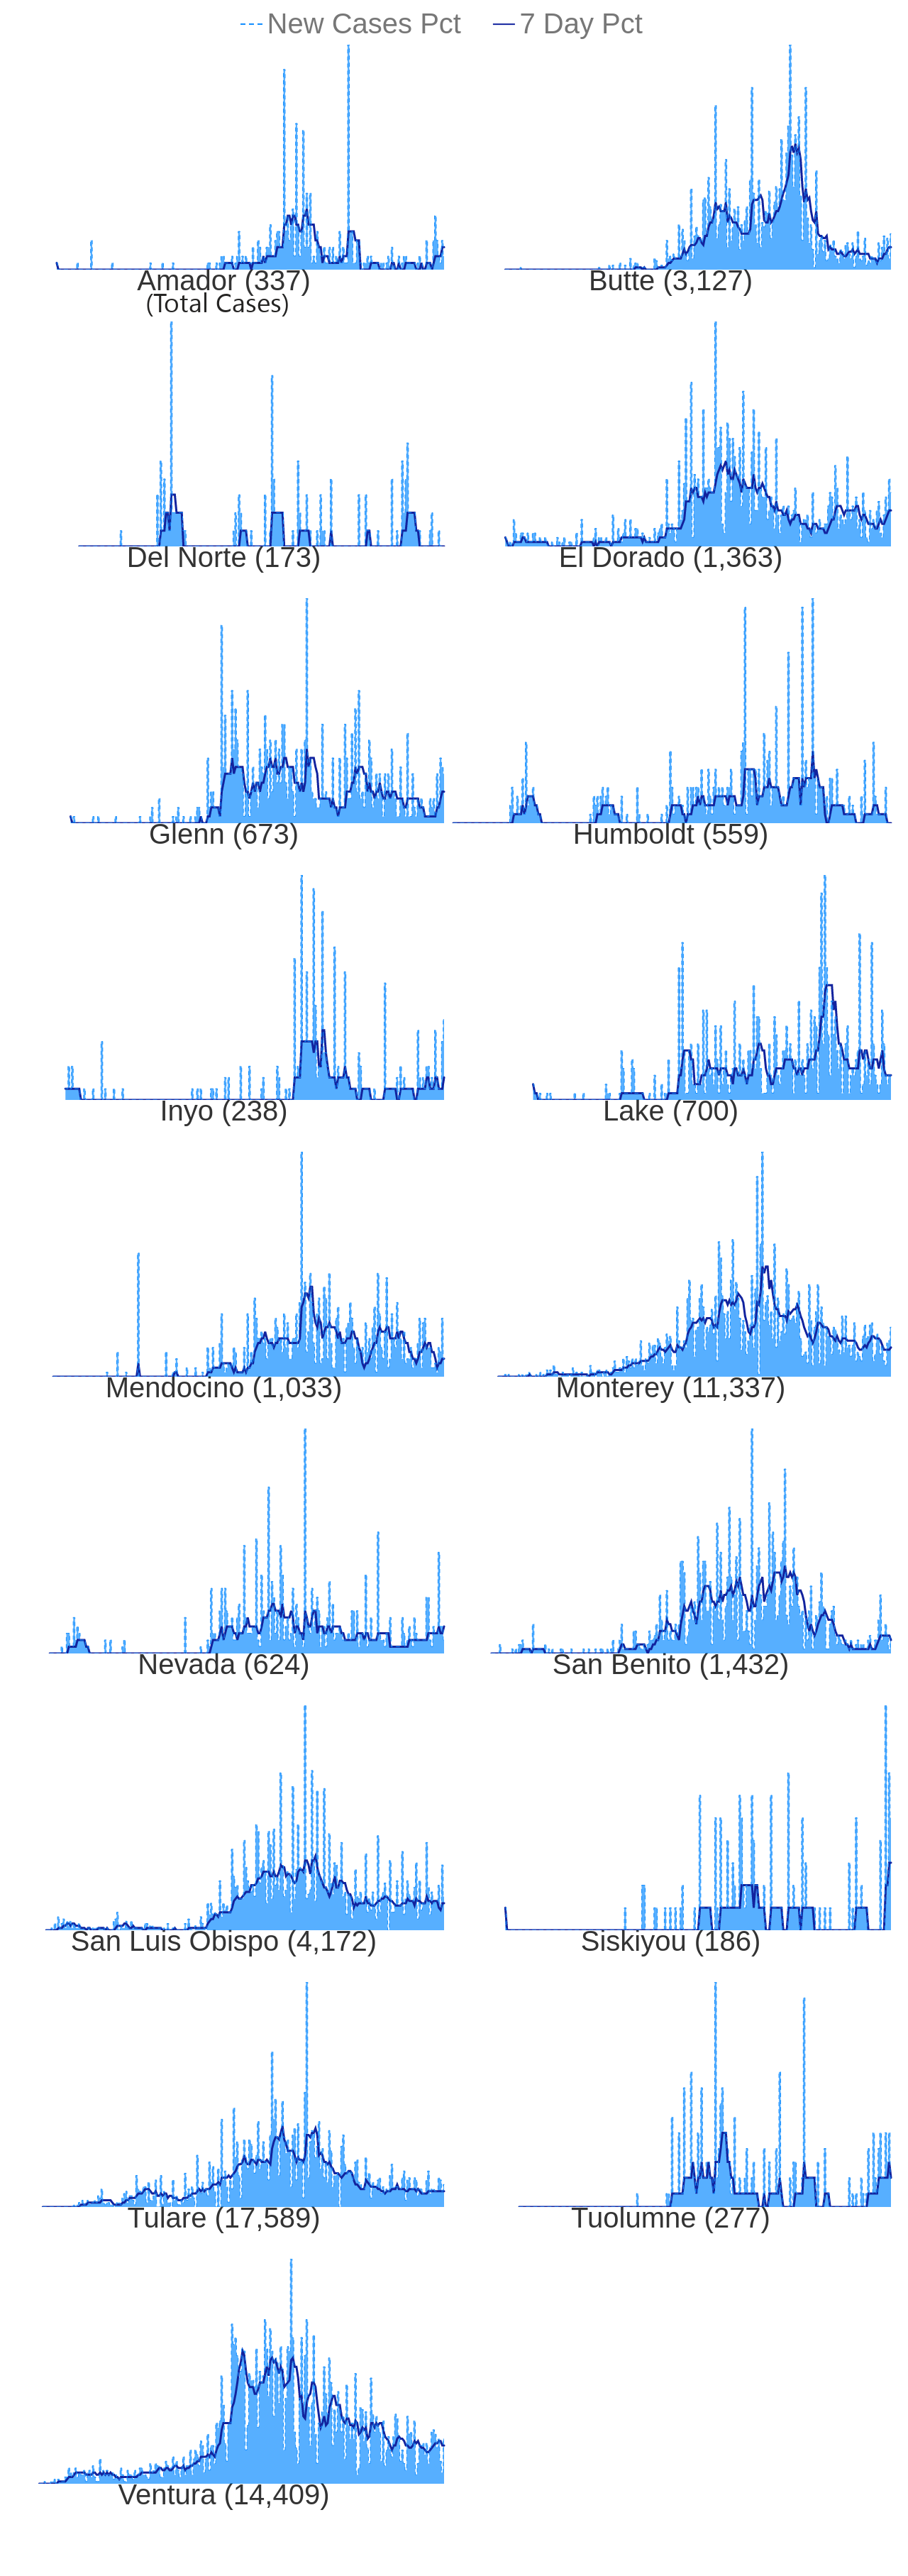 New Cases Pct 7 Day Pct
Amador (337) Butte (3,127)
(Total Cases)
Del Norte (173) El Dorado (1,363)
Glenn (673) Humboldt (559)
Inyo (238) Lake (700)
Mendocino (1,033) Monterey (11,337)
Nevada (624) San Benito (1,432)
San Luis Obispo (4,172) Siskiyou (186)
Tulare (17,589) Tuolumne (277)
Ventura (14,409)